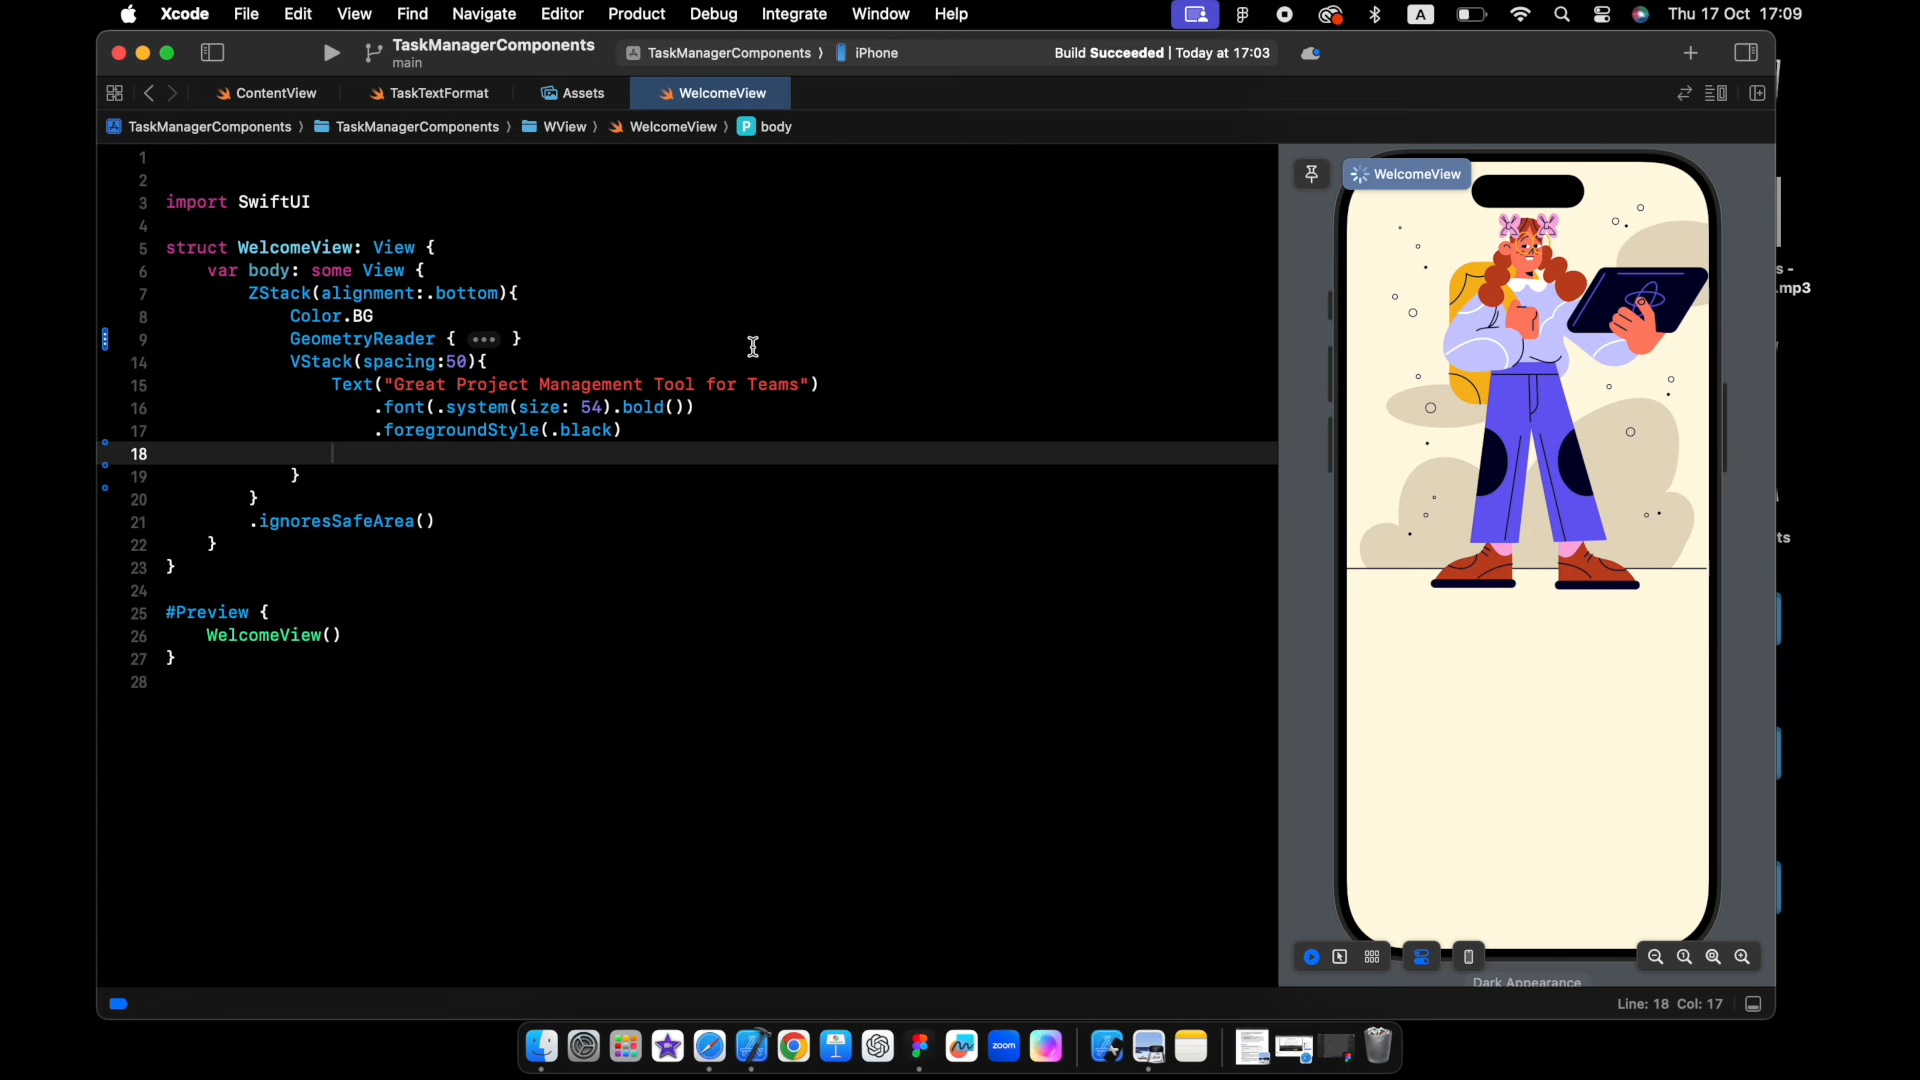 Xcode File Edit View Find Navigate Editor Product Debug Integrate Window Help A Thu 17 Oct 17:09
TaskManagerComponents
main
TaskManagerComponents 〉 iPhone
Build Succeeded | Today at 17:03
ContentView TaskTextFormat Assets WelcomeView
TaskManagerComponents 〉 TaskManagerComponents 〉 WView 〉 WelcomeView 〉 P body
1
2
3 import SwiftUI
4
5 struct WelcomeView: View {
6 var body: some View {
7 ZStack(alignment:.bottom){
8 Color.BG
9 GeometryReader { ••• }
14 VStack(spacing:50){
15 Text("Great Project Management Tool for Teams")
16 .font(.system(size: 54).bold())
17 .foregroundStyle(.black)
18
19 }
20 }
21 .ignoresSafeArea()
22 }
23 }
24
25 #Preview {
26 WelcomeView()
27 }
28
WelcomeView
Dark Appearance
Line: 18 Col: 17
s -
.mp3
ts
zoom